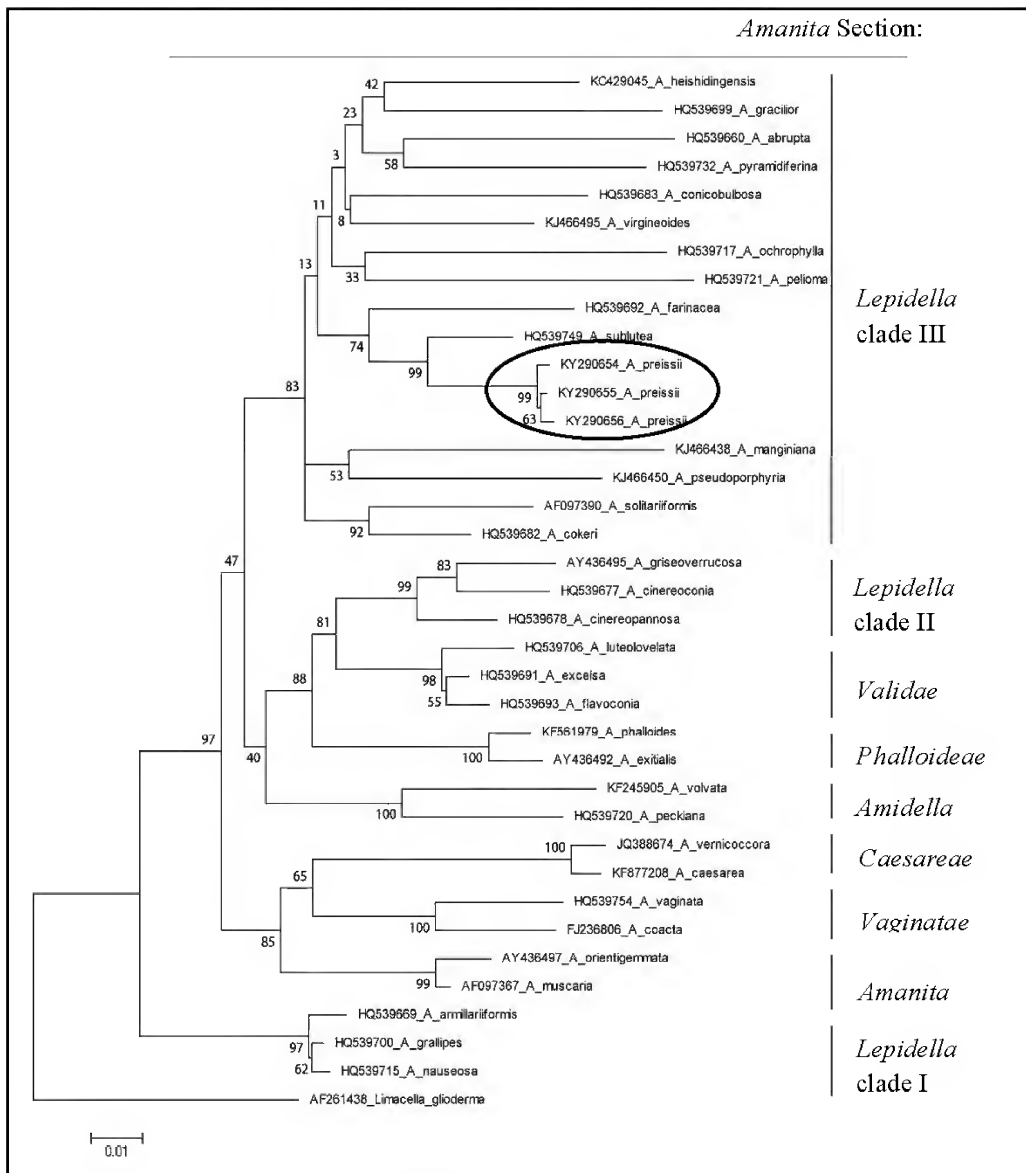 Amanita Section:
42
KC429045_A_heishidingensis
HQ539699_A_gracilior
23
HQ539660_A_abrupta
58
HQ539732_A_pyramidiferina
3
HQ539683_A_conicobulbosa
8
KJ466495_A_virgineoides
11
HQ539717_A_ochrophylla
33
HQ539721_A_pelioma
13
HQ539692_A_farinacea
74
HQ539749_A_sublutea
99
KY290654_A_preissii
99
KY290655_A_preissii
63
KY290656_A_preissii
83
KJ466438_A_manginiana
53
KJ466450_A_pseudoporphyria
AF097390_A_solitariiformis
92
HQ539682_A_cokeri
Lepidella
clade III
47
83
AY436495_A_griseoverrucosa
99
HQ539677_A_cinereoconia
HQ539678_A_cinereopannosa
Lepidella
clade II
81
HQ539706_A_luteolovelata
98
HQ539691_A_excelsa
55
HQ539693_A_flavoconia
Validae
88
KF561979_A_phalloides
100
AY436492_A_exitialis
Phalloideae
97
40
KF245905_A_volvata
100
HQ539720_A_peckiana
Amidella
100
JQ388674_A_vernicoccora
KF877208_A_caesarea
Caesareae
65
HQ539754_A_vaginata
100
FJ236806_A_coacta
Vaginatae
85
AY436497_A_orientigemmata
99
AF097367_A_muscaria
Amanita
HQ539669_A_armillariiformis
97
HQ539700_A_grallipes
62
HQ539715_A_nauseosa
Lepidella
clade I
AF261438_Limacella_glioderma
0.01